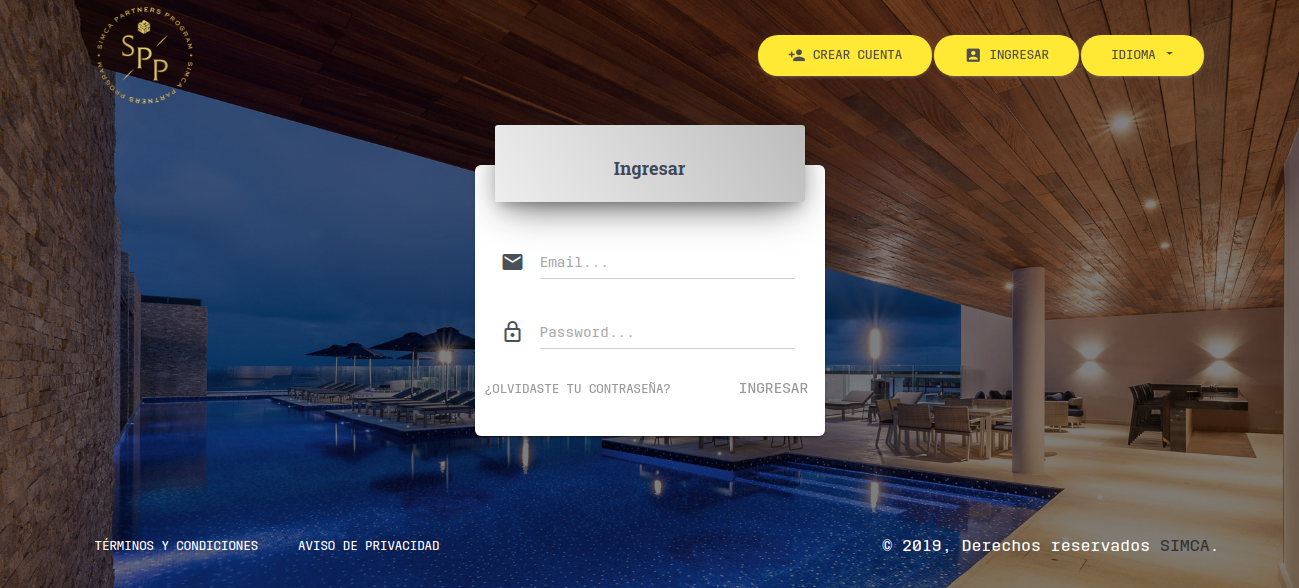 SIMCA PARTNERS PROGRAM • SIMCA PARTNERS PROGRAM •
SPP
CREAR CUENTA
INGRESAR
IDIOMA
Ingresar
Email...
Password...
¿OLVIDASTE TU CONTRASEÑA?
INGRESAR
TÉRMINOS Y CONDICIONES
AVISO DE PRIVACIDAD
© 2019, Derechos reservados SIMCA.